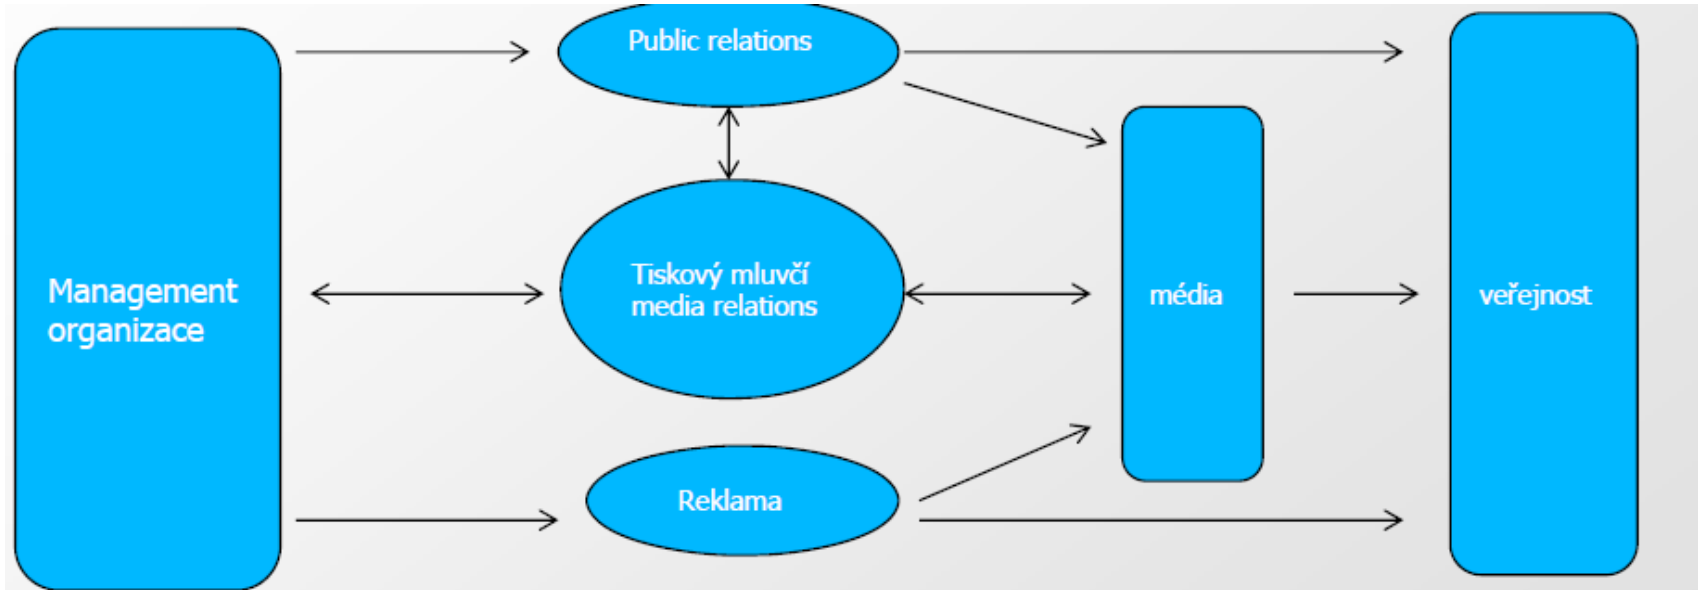 Public relations
Management
organizace
Tiskový mluvčí
media relations
média
veřejnost
Reklama